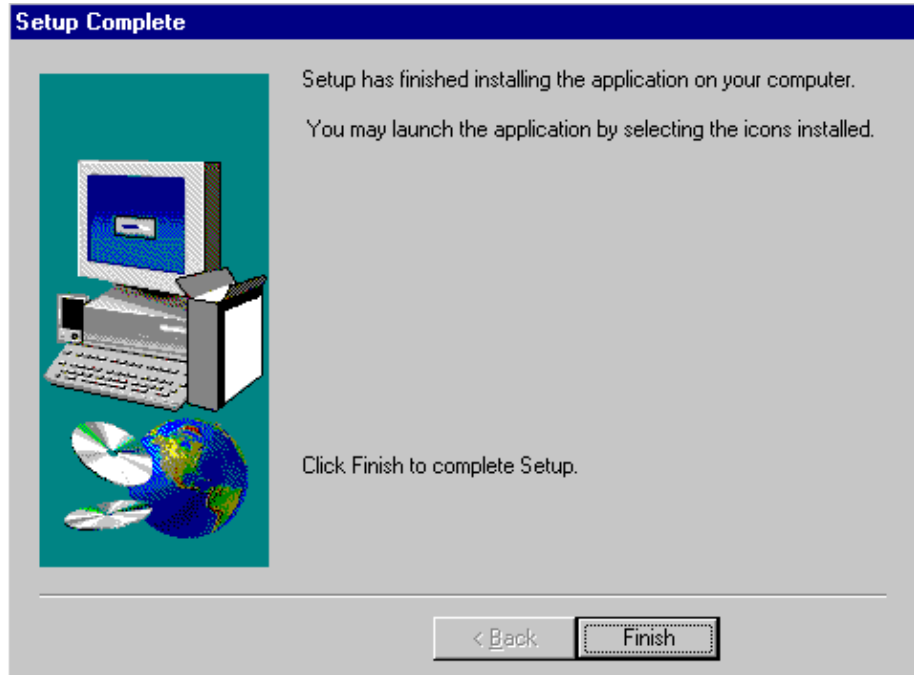 Setup Complete
Setup has finished installing the application on your computer.
You may launch the application by selecting the icons installed.
Click Finish to complete Setup.
< Back
Finish